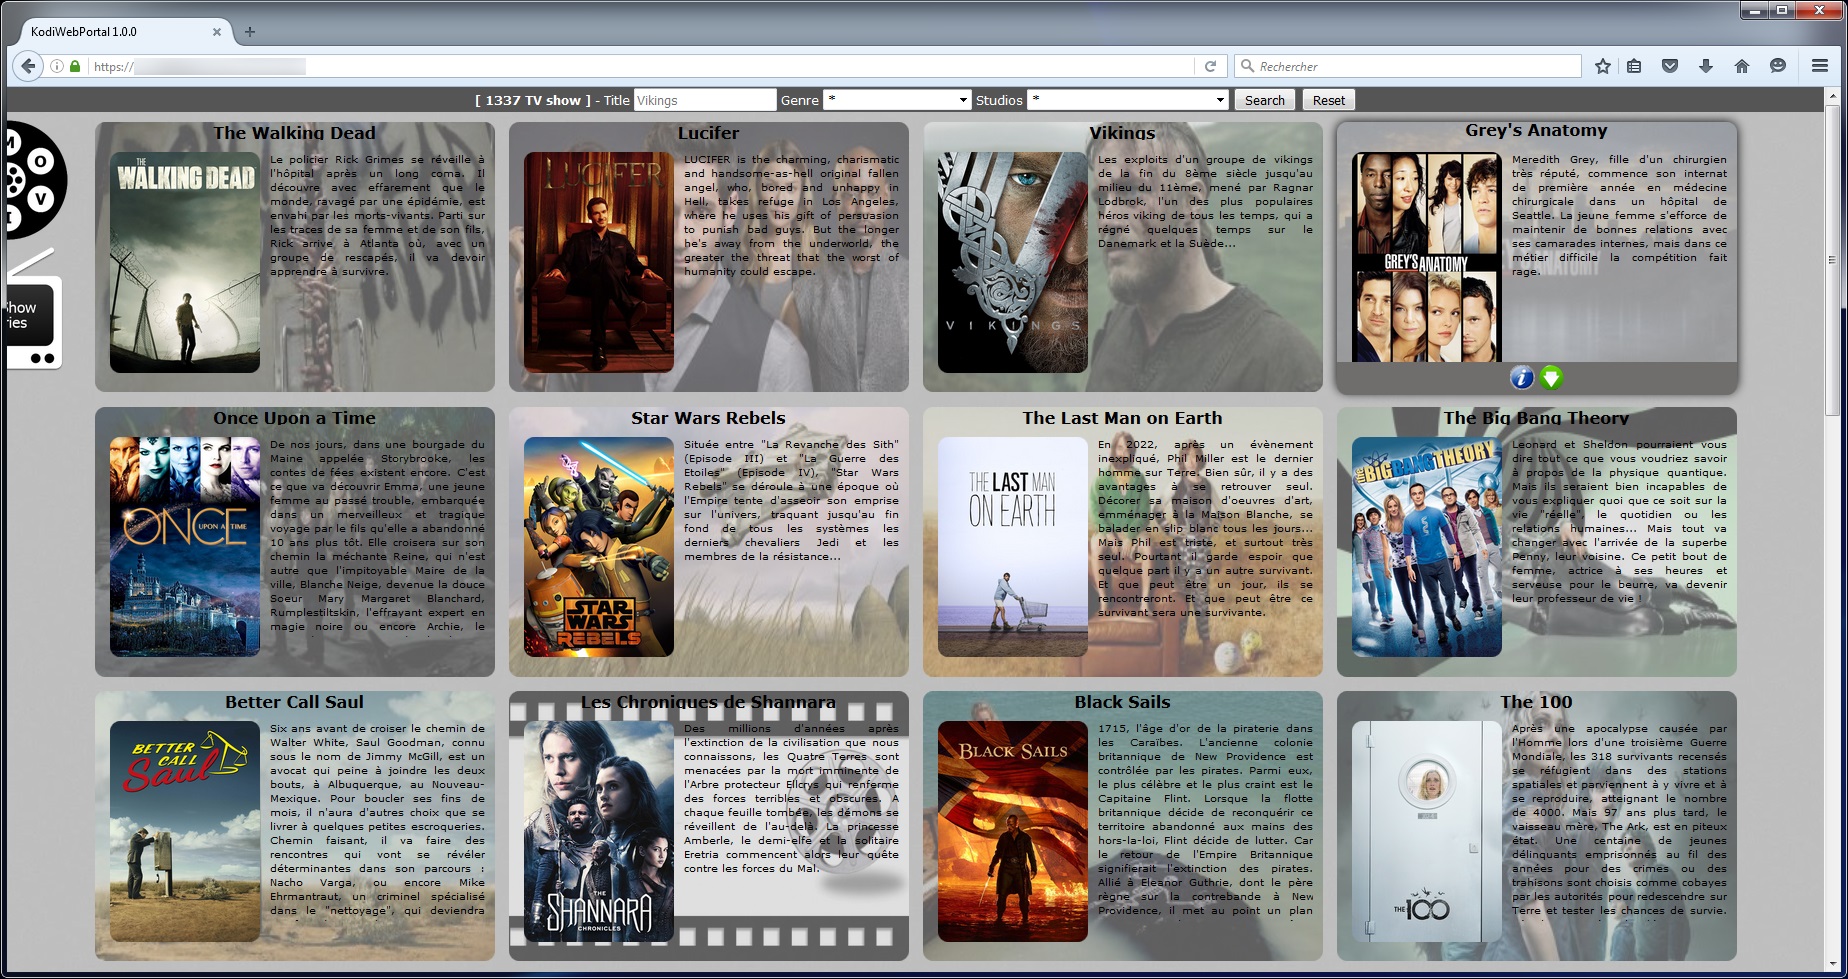 KodiWebPortal 1.0.0
https://
Rechercher
[ 1337 TV show ] - Title Vikings Genre * Studios * Search Reset
M
O
V
I
Show
ries
The Walking Dead
THE
WALKING DEAD
Le policier Rick Grimes se réveille à
l'hôpital après un long coma. Il
découvre avec effarement que le
monde, ravagé par une épidémie, est
envahi par les morts-vivants. Parti sur
les traces de sa femme et de son fils,
Rick arrive à Atlanta où, avec un
groupe de rescapés, il va devoir
apprendre à survivre.
Lucifer
LUCIFER
LUCIFER is the charming, charismatic
and handsome-as-hell original fallen
angel, who, bored and unhappy in
Hell, takes refuge in Los Angeles,
where he uses his gift of persuasion
to punish bad guys. But the longer
he's away from the underworld, the
greater the threat that the worst of
humanity could escape.
Vikings
VIKINGS
Les exploits d'un groupe de vikings
de la fin du 8ème siècle jusqu'au
milieu du 11ème, mené par Ragnar
Lodbrok, l'un des plus populaires
héros viking de tous les temps, qui a
régné quelques temps sur le
Danemark et la Suède...
Grey's Anatomy
GREY'S ANATOMY
Meredith Grey, fille d'un chirurgien
très réputé, commence son internat
de première année en médecine
chirurgicale dans un hôpital de
Seattle. La jeune femme s'efforce de
maintenir de bonnes relations avec
ses camarades internes, mais dans ce
métier difficile la compétition fait
rage.
Once Upon a Time
ONCE
UPON A TIME
De nos jours, dans une bourgade du
Maine appelée Storybrooke, les
contes de fées existent encore. C'est
ce que va découvrir Emma, une jeune
femme au passé trouble, embarquée
dans un merveilleux et tragique
voyage par le fils qu'elle a abandonné
10 ans plus tôt. Elle croisera sur son
chemin la méchante Reine, qui n'est
autre que l'impitoyable Maire de la
ville, Blanche Neige, devenue la douce
Soeur Mary Margaret Blanchard,
Rumplestiltskin, l'effrayant expert en
magie noire ou encore Archie, le
Star Wars Rebels
STAR
WARS
REBELS
Située entre "La Revanche des Sith"
(Episode III) et "La Guerre des
Etoiles" (Episode IV), "Star Wars
Rebels" se déroule à une époque où
l'Empire tente d'asseoir son emprise
sur l'univers, traquant jusqu'au fin
fond de tous les systèmes les
derniers chevaliers Jedi et les
membres de la résistance...
The Last Man on Earth
THE LAST MAN
ON EARTH
En 2022, après un évènement
inexpliqué, Phil Miller est le dernier
homme sur Terre. Bien sûr, il y a des
avantages à se retrouver seul.
Décorer sa maison d'oeuvres d'art,
emménager à la Maison Blanche, se
balader en slip blanc tous les jours...
Mais Phil est triste, et surtout très
seul. Pourtant il garde espoir que
quelque part il y a un autre survivant.
Et que peut être un jour, ils se
rencontreront. Et que peut être ce
survivant sera une survivante.
The Big Bang Theory
THE BIG BANG THEORY
Leonard et Sheldon pourraient vous
dire tout ce que vous voudriez savoir
à propos de la physique quantique.
Mais ils seraient bien incapables de
vous expliquer quoi que ce soit sur la
vie "réelle", le quotidien ou les
relations humaines... Mais tout va
changer avec l'arrivée de la superbe
Penny, leur voisine. Ce petit bout de
femme, actrice à ses heures et
serveuse pour le beurre, va devenir
leur professeur de vie !
Better Call Saul
BETTER
CALL
Saul
Six ans avant de croiser le chemin de
Walter White, Saul Goodman, connu
sous le nom de Jimmy McGill, est un
avocat qui peine à joindre les deux
bouts, à Albuquerque, au Nouveau-
Mexique. Pour boucler ses fins de
mois, il n'aura d'autres choix que se
livrer à quelques petites escroqueries.
Chemin faisant, il va faire des
rencontres qui vont se révéler
déterminantes dans son parcours :
Nacho Varga, ou encore Mike
Ehrmantraut, un criminel spécialisé
dans le "nettoyage", qui deviendra
Les Chroniques de Shannara
THE
SHANNARA
CHRONICLES
Des millions d'années après
l'extinction de la civilisation que nous
connaissons, les Quatre Terres sont
menacées par la mort imminente de
l'Arbre protecteur Ellcrys qui renferme
des forces terribles et obscures. A
chaque feuille tombée, les démons se
réveillent de l'au-delà. La princesse
Amberle, le demi-elfe et la solitaire
Eretria commencent alors leur quête
contre les forces du Mal.
Black Sails
BLACK SAILS
1715, l'âge d'or de la piraterie dans
les Caraïbes. L'ancienne colonie
britannique de New Providence est
contrôlée par les pirates. Parmi eux,
le plus célèbre et le plus craint est le
Capitaine Flint. Lorsque la flotte
britannique décide de reconquérir ce
territoire abandonné aux mains des
hors-la-loi, Flint décide de lutter. Car
le retour de l'Empire Britannique
signifierait l'extinction des pirates.
Allié à Eleanor Guthrie, dont le père
règne sur la contrebande à New
Providence, il met au point un plan
The 100
THE 100
Après une apocalypse causée par
l'Homme lors d'une troisième Guerre
Mondiale, les 318 survivants recensés
se réfugient dans des stations
spatiales et parviennent à y vivre et à
se reproduire, atteignant le nombre
de 4000. Mais 97 ans plus tard, le
vaisseau mère, The Ark, est en piteux
état. Une centaine de jeunes
délinquants emprisonnés au fil des
années pour des crimes ou des
trahisons sont choisis comme cobayes
par les autorités pour redescendre sur
Terre et tester les chances de survie.